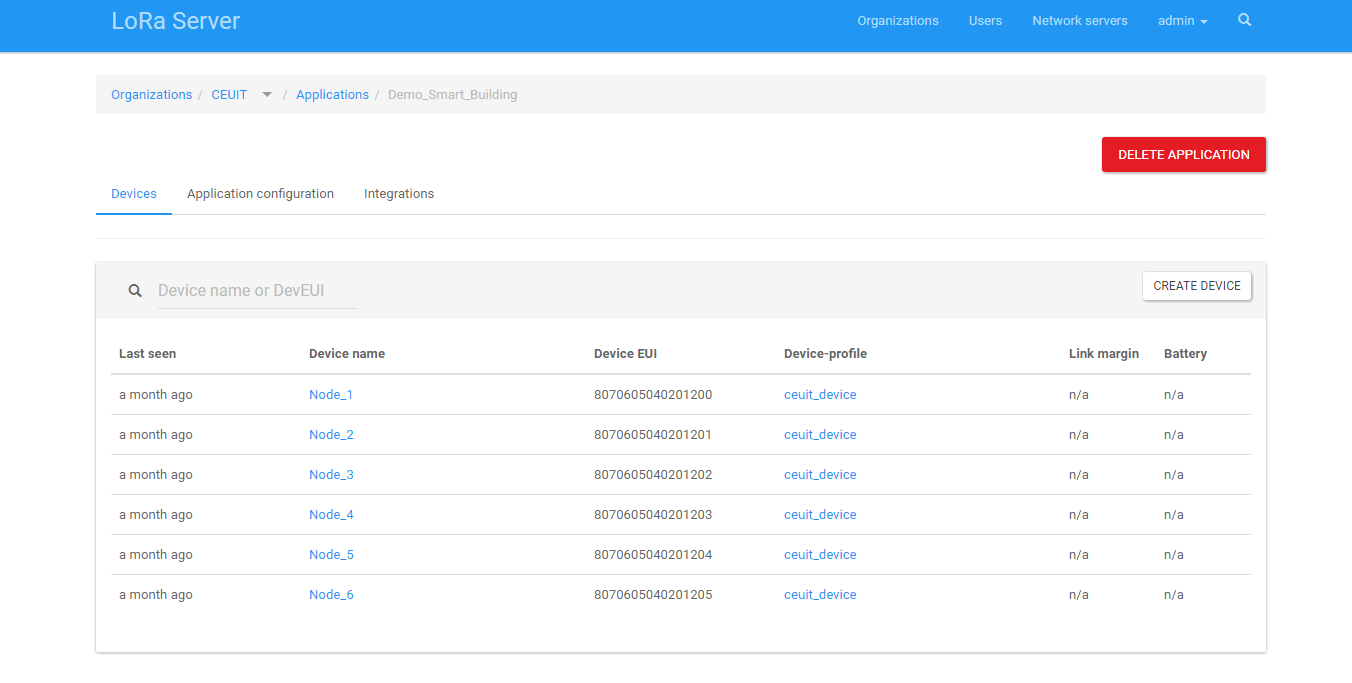 LoRa Server Organizations Users Network servers admin
Organizations / CEUIT / Applications / Demo_Smart_Building
DELETE APPLICATION
Devices Application configuration Integrations
Device name or DevEUI CREATE DEVICE
Last seen Device name Device EUI Device-profile Link margin Battery
a month ago Node_1 8070605040201200 ceuit_device n/a n/a
a month ago Node_2 8070605040201201 ceuit_device n/a n/a
a month ago Node_3 8070605040201202 ceuit_device n/a n/a
a month ago Node_4 8070605040201203 ceuit_device n/a n/a
a month ago Node_5 8070605040201204 ceuit_device n/a n/a
a month ago Node_6 8070605040201205 ceuit_device n/a n/a